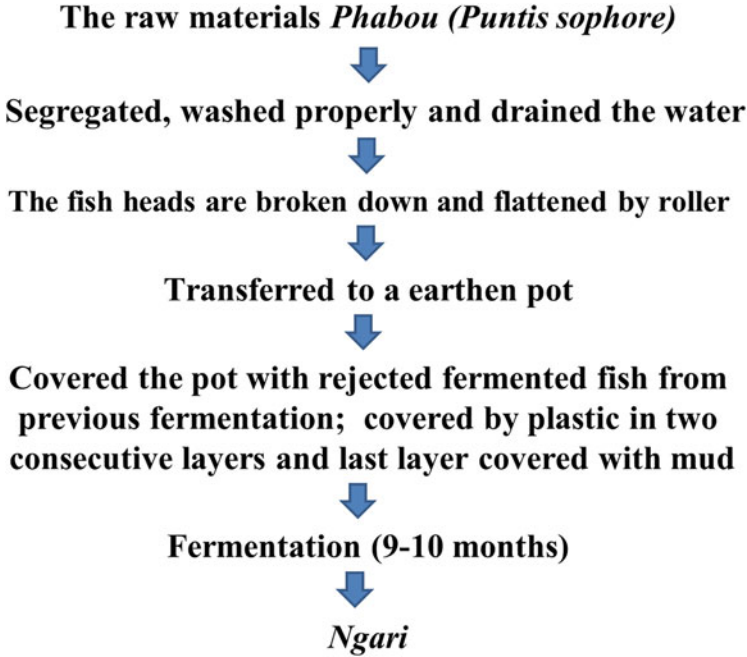 The raw materials Phabou (Puntis sophore)
Segregated, washed properly and drained the water
The fish heads are broken down and flattened by roller
Transferred to a earthen pot
Covered the pot with rejected fermented fish from
previous fermentation; covered by plastic in two
consecutive layers and last layer covered with mud
Fermentation (9-10 months)
Ngari